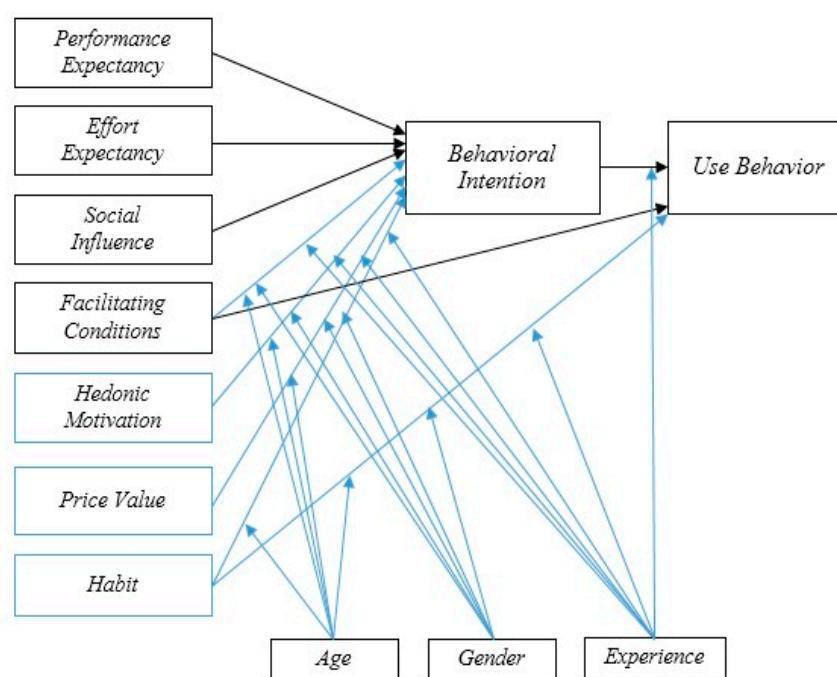 Performance
Expectancy
Effort
Expectancy
Social
Influence
Facilitating
Conditions
Hedonic
Motivation
Price Value
Habit
Behavioral
Intention
Use Behavior
Age
Gender
Experience